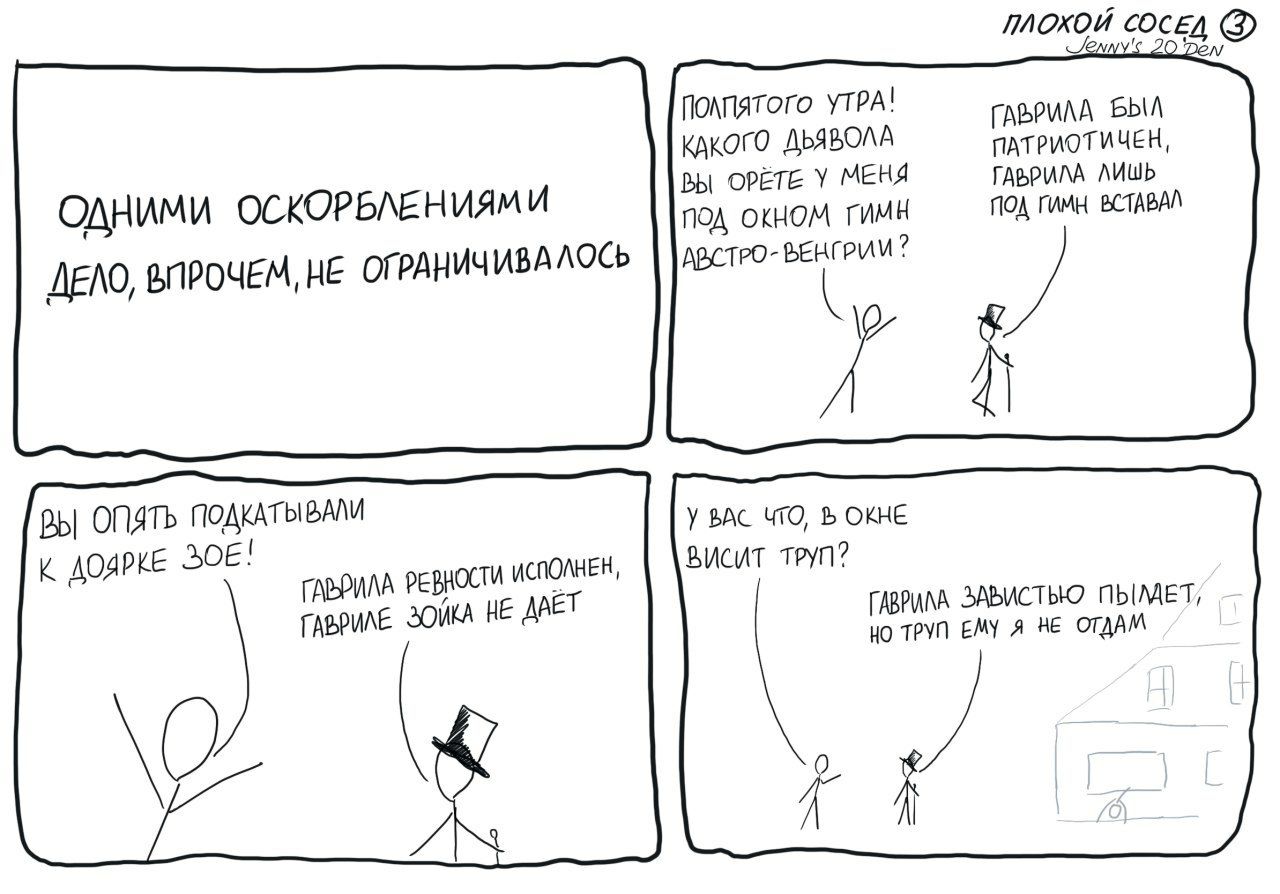 ПЛОХОЙ СОСЕД 3
Jenny's 20'Den
ОДНИМИ ОСКОРБЛЕНИЯМИ
ДЕЛО, ВПРОЧЕМ, НЕ ОГРАНИЧИВАЛОСЬ
ПОЛПЯТОГО УТРА!
КАКОГО ДЬЯВОЛА
ВЫ ОРЁТЕ У МЕНЯ
ПОД ОКНОМ ГИМН
АВСТРО-ВЕНГРИИ?
ГАВРИЛА БЫЛ
ПАТРИОТИЧЕН,
ГАВРИЛА ЛИШЬ
ПОД ГИМН ВСТАВАЛ
ВЫ ОПЯТЬ ПОДКАТЫВАЛИ
К ДОЯРКЕ ЗОЕ!
ГАВРИЛА РЕВНОСТИ ИСПОЛНЕН,
ГАВРИЛЕ ЗОЙКА НЕ ДАЁТ
У ВАС ЧТО, В ОКНЕ
ВИСИТ ТРУП?
ГАВРИЛА ЗАВИСТЬЮ ПЫЛАЕТ,
НО ТРУП ЕМУ Я НЕ ОТДАМ